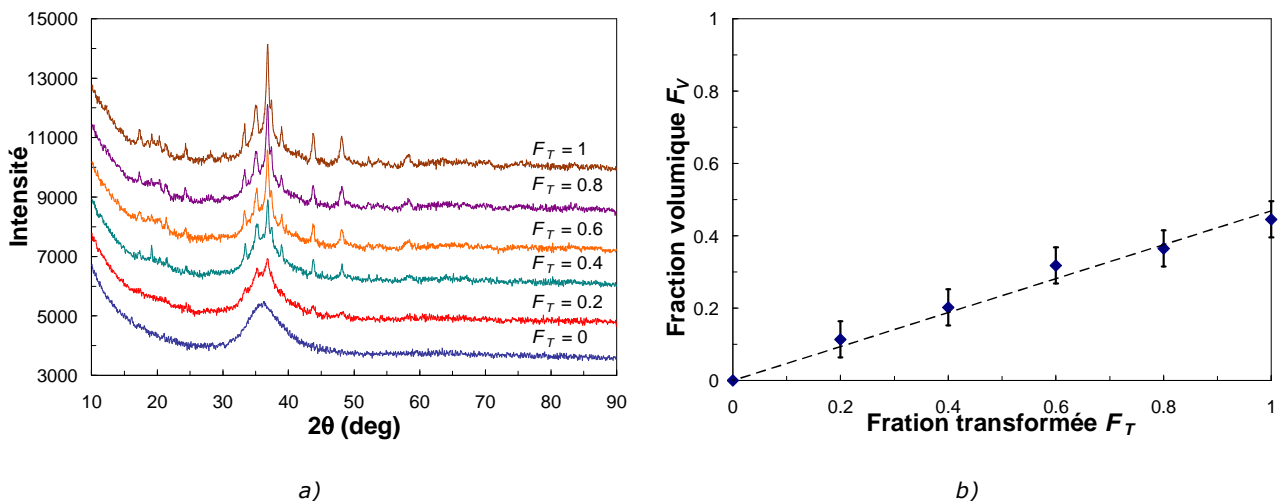 15000
13000
11000
9000
7000
5000
3000
Intensité
F_T = 1
F_T = 0.8
F_T = 0.6
F_T = 0.4
F_T = 0.2
F_T = 0
10 20 30 40 50 60 70 80 90
2θ (deg)
a)
1
0.8
0.6
0.4
0.2
0
Fraction volumique F_V
0 0.2 0.4 0.6 0.8 1
Fration transformée F_T
b)